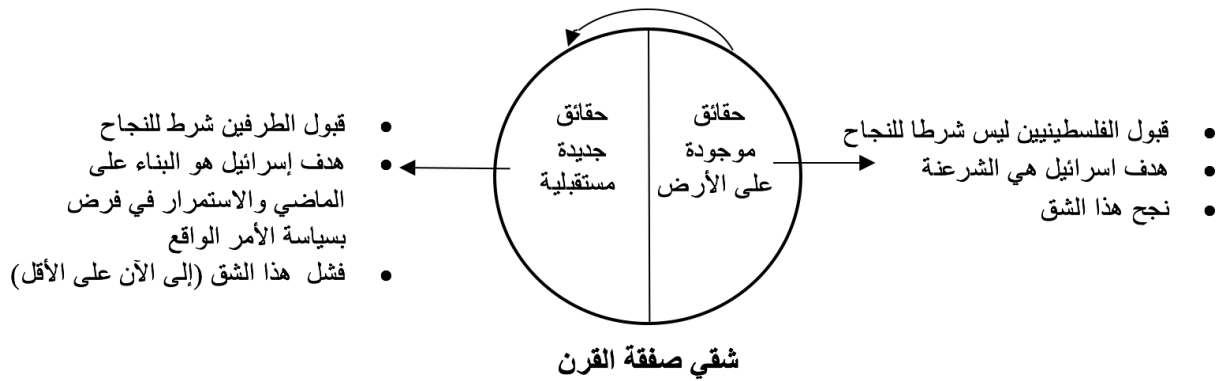 حقائق
موجودة
على الأرض
حقائق
جديدة
مستقبلية
• قبول الفلسطينيين ليس شرطا للنجاح
• هدف اسرائيل هي الشرعنة
• نجح هذا الشق
• قبول الطرفين شرط للنجاح
• هدف إسرائيل هو البناء على
الماضي والاستمرار في فرض
بسياسة الأمر الواقع
• فشل هذا الشق (إلى الآن على الأقل)
شقي صفقة القرن